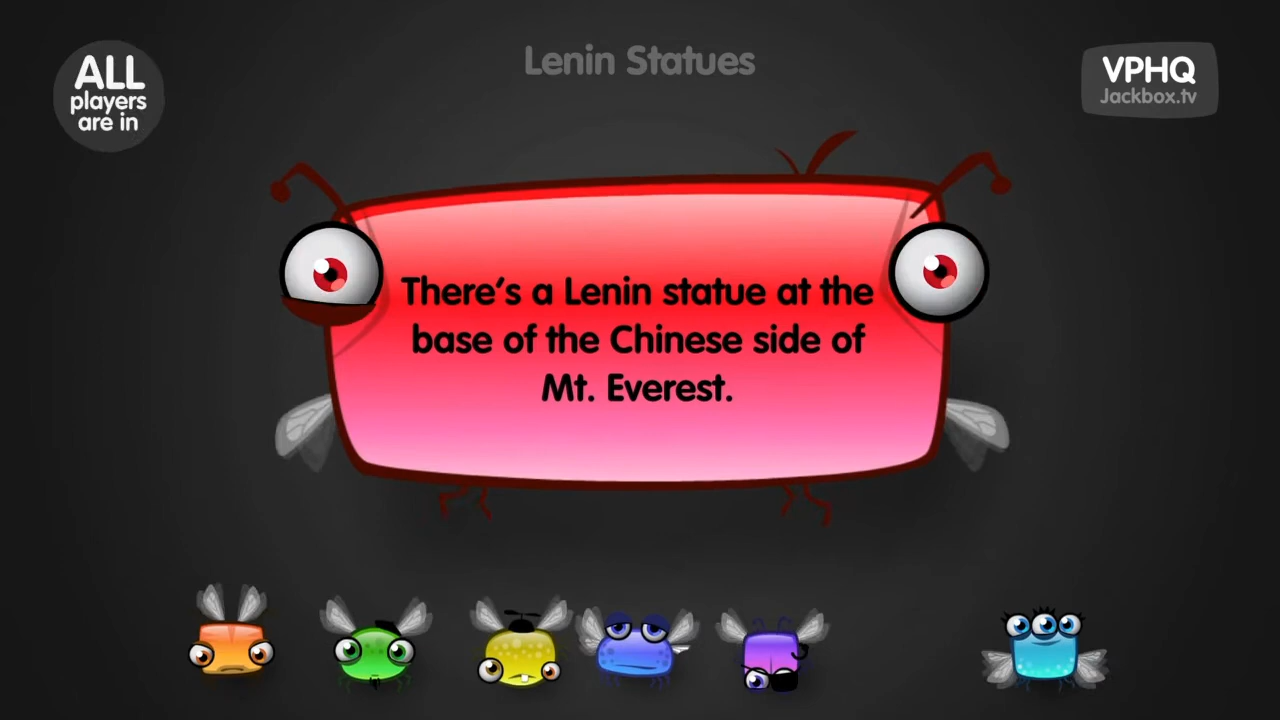 ALL
players
are in
Lenin Statues
VPHQ
Jackbox.tv
There's a Lenin statue at the
base of the Chinese side of
Mt. Everest.